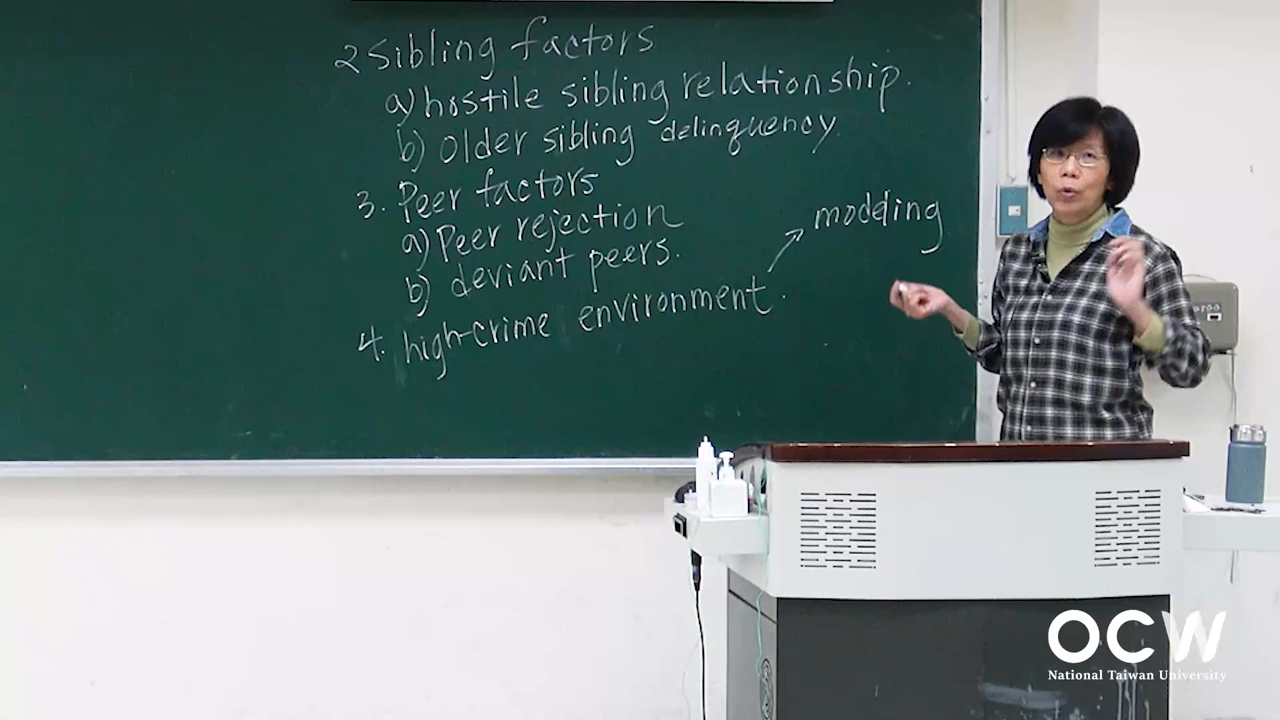 2 Sibling factors
a) hostile sibling relationship.
b) Older sibling delinquency.
3. Peer factors
a) Peer rejection
b) deviant peers.
4. high-crime environment.
modeling
OCW
National Taiwan University